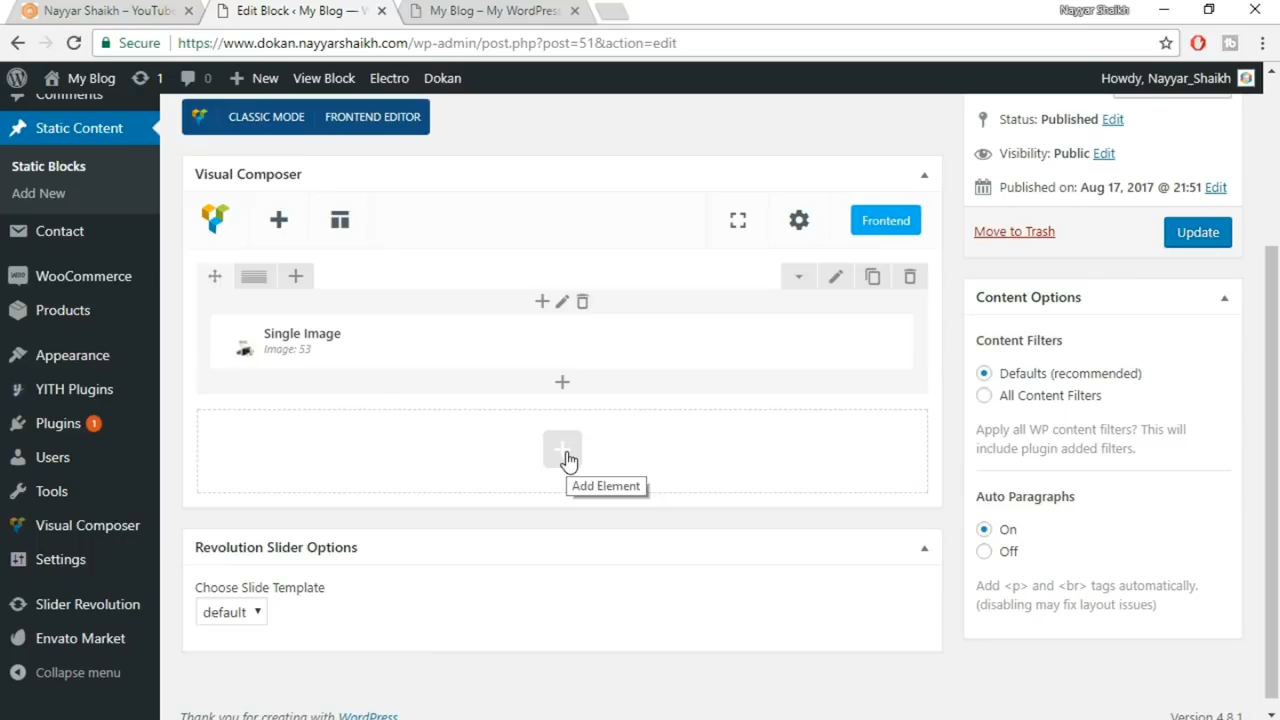 Nayyar Shaikh – YouTub
Edit Block ‹ My Blog —
My Blog – My WordPres
Nayyar Shaikh
Secure
https://www.dokan.nayyarshaikh.com/wp-admin/post.php?post=51&action=edit
My Blog
1
0
New
View Block
Electro
Dokan
Howdy, Nayyar_Shaikh
Comments
Static Content
Static Blocks
Add New
Contact
WooCommerce
Products
Appearance
YITH Plugins
Plugins 1
Users
Tools
Visual Composer
Settings
Slider Revolution
Envato Market
Collapse menu
CLASSIC MODE
FRONTEND EDITOR
Visual Composer
Frontend
Single Image
Image: 53
Add Element
Revolution Slider Options
Choose Slide Template
default
Thank you for creating with WordPress
Status: Published Edit
Visibility: Public Edit
Published on: Aug 17, 2017 @ 21:51 Edit
Move to Trash
Update
Content Options
Content Filters
Defaults (recommended)
All Content Filters
Apply all WP content filters? This will
include plugin added filters.
Auto Paragraphs
On
Off
Add <p> and <br> tags automatically.
(disabling may fix layout issues)
Version 4.8.1